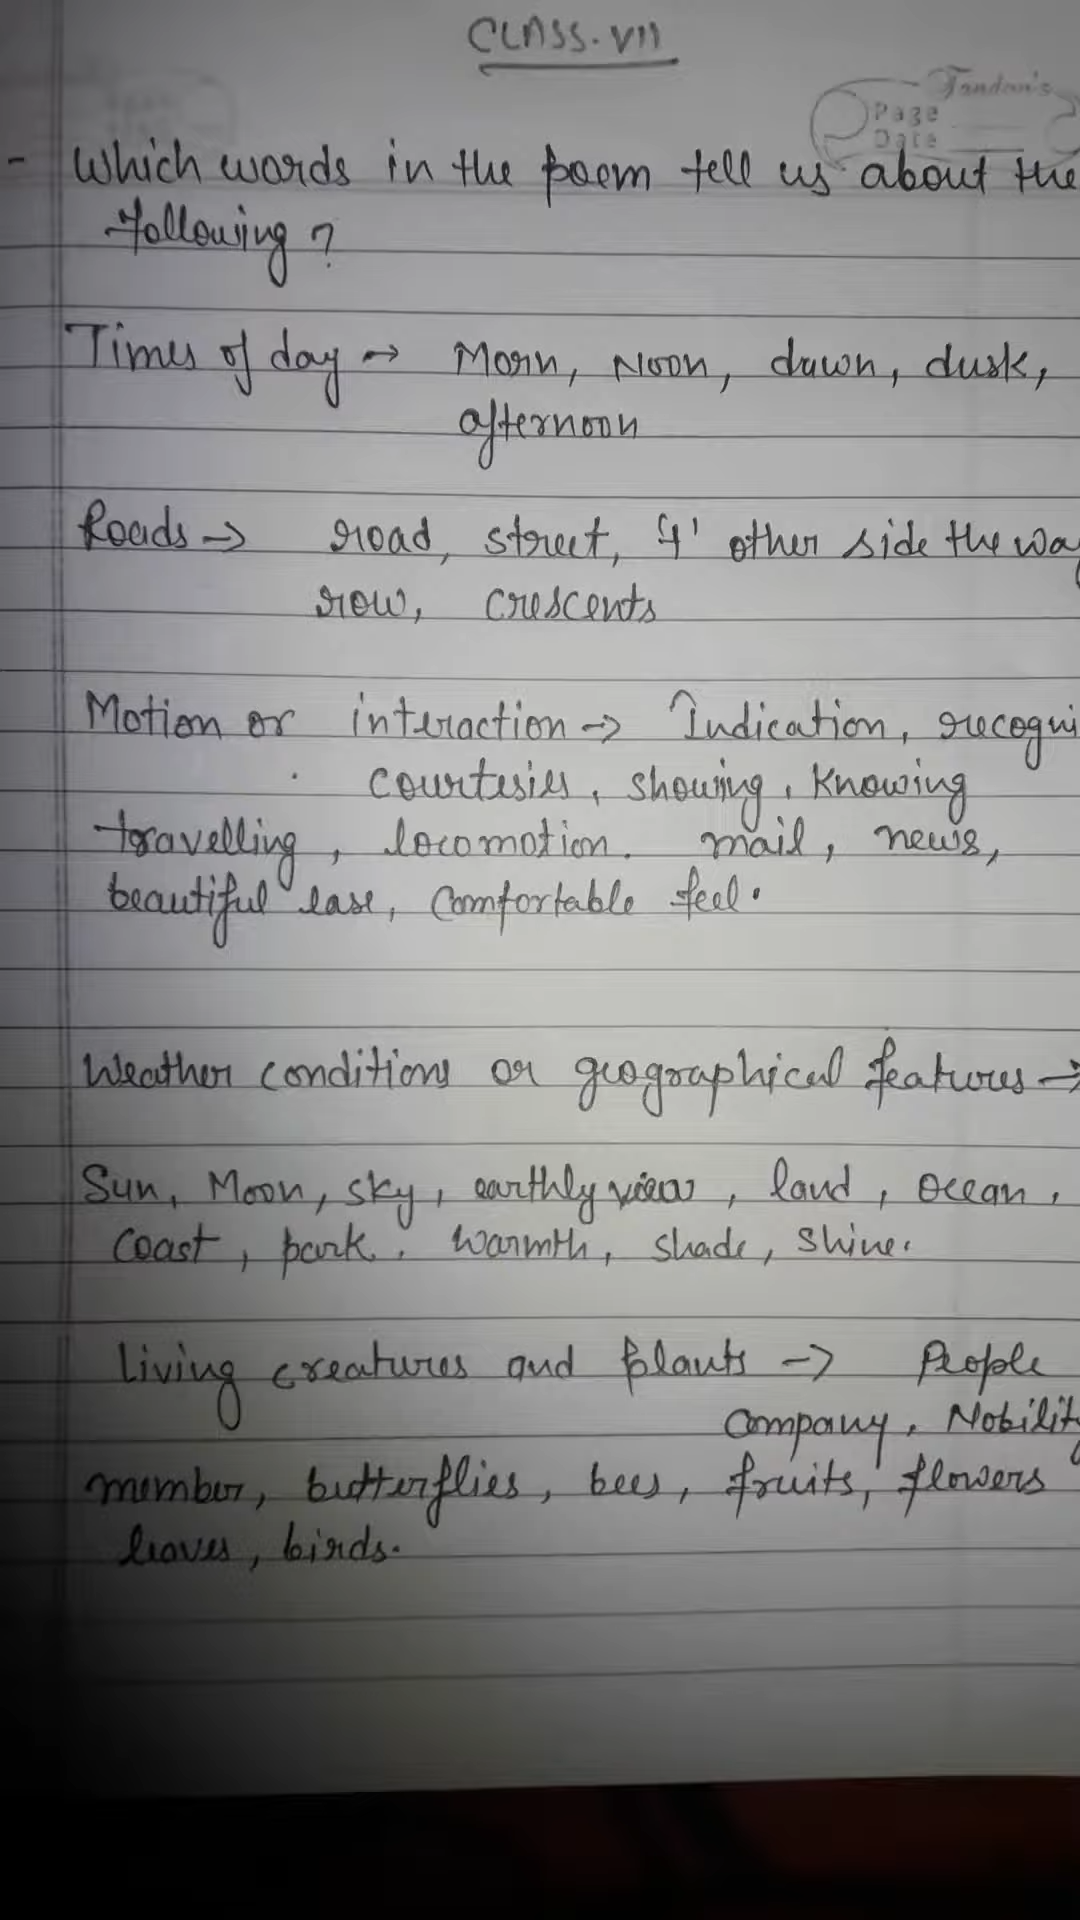 CLASS-VII
Tandan's
Page
Date
- Which words in the poem tell us about the
following?
Times of day → Morn, Noon, dawn, dusk,
afternoon
Roads → road, street, 't' other side the wa
row, crescents
Motion or interaction → Indication, recogni
courtesies, showing, Knowing
travelling, locomotion. mail, news,
beautiful ease, Comfortable feel.
Weather conditions or geographical features →
Sun, Moon, sky, earthly view, land, ocean,
Coast, park, warmth, shade, shine.
Living creatures and plants → People
Company, Nobilit
member, butterflies, bees, fruits, flowers
leaves, birds.